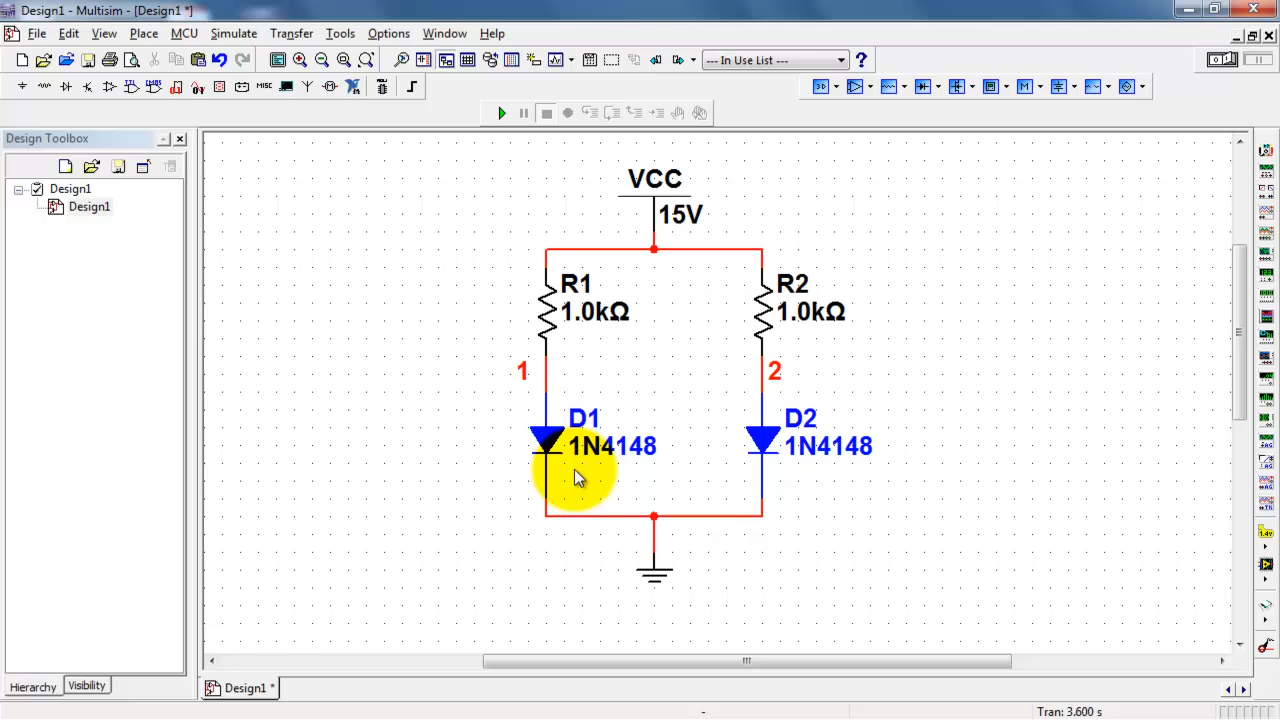 Design1 - Multisim - [Design1 *]
File Edit View Place MCU Simulate Transfer Tools Options Window Help
--- In Use List ---
Design Toolbox
Design1
Design1
VCC
15V
R1
1.0kΩ
R2
1.0kΩ
1
2
D1
1N4148
D2
1N4148
Hierarchy Visibility
Design1 *
- Tran: 3.600 s